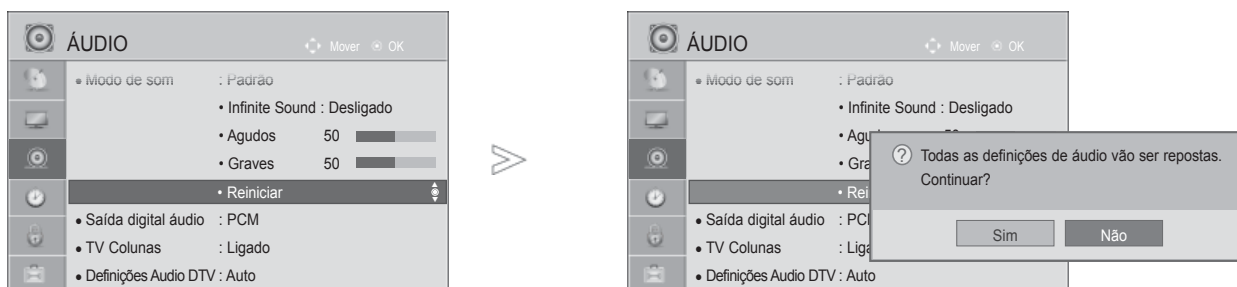 ÁUDIO
Mover OK
Modo de som : Padrão
• Infinite Sound : Desligado
• Agudos 50
• Graves 50
• Reiniciar
Saída digital áudio : PCM
TV Colunas : Ligado
Definições Audio DTV : Auto
ÁUDIO
Mover OK
Modo de som : Padrão
• Infinite Sound : Desligado
Saída digital áudio
TV Colunas
Definições Audio DTV : Auto
Todas as definições de áudio vão ser repostas.
Continuar?
Sim Não